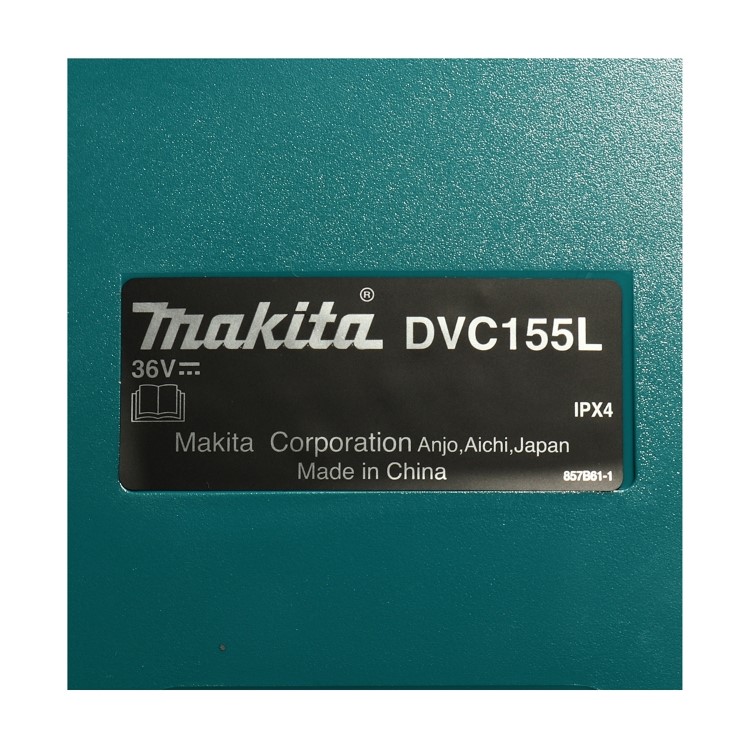 makita® DVC155L
36V⎓
IPX4
Makita Corporation Anjo,Aichi,Japan
Made in China
857B61-1